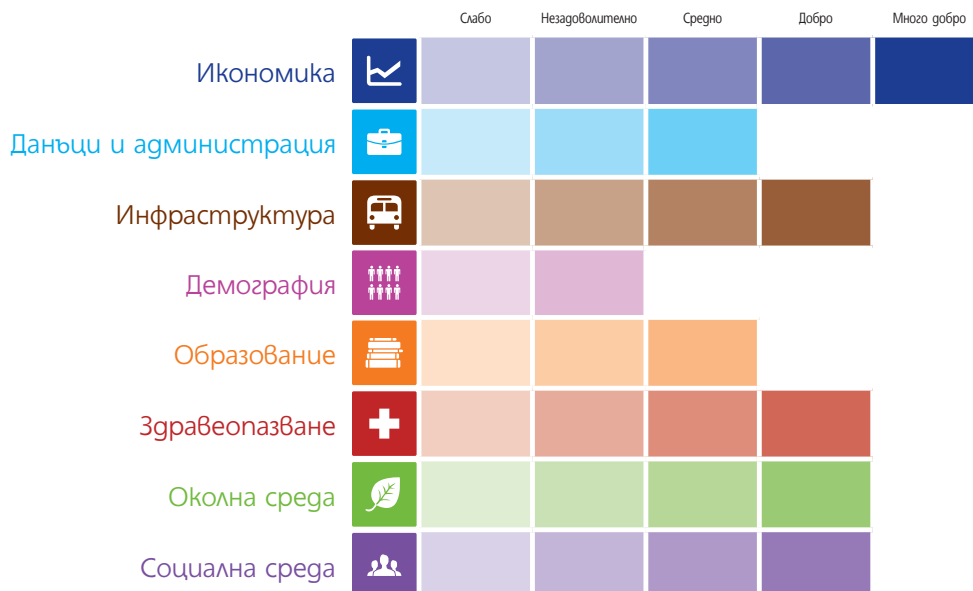 Слабо Незадоволително Средно Добро Много добро
Икономика
Данъци и администрация
Инфраструктура
Демография
Образование
Здравеопазване
Околна среда
Социална среда